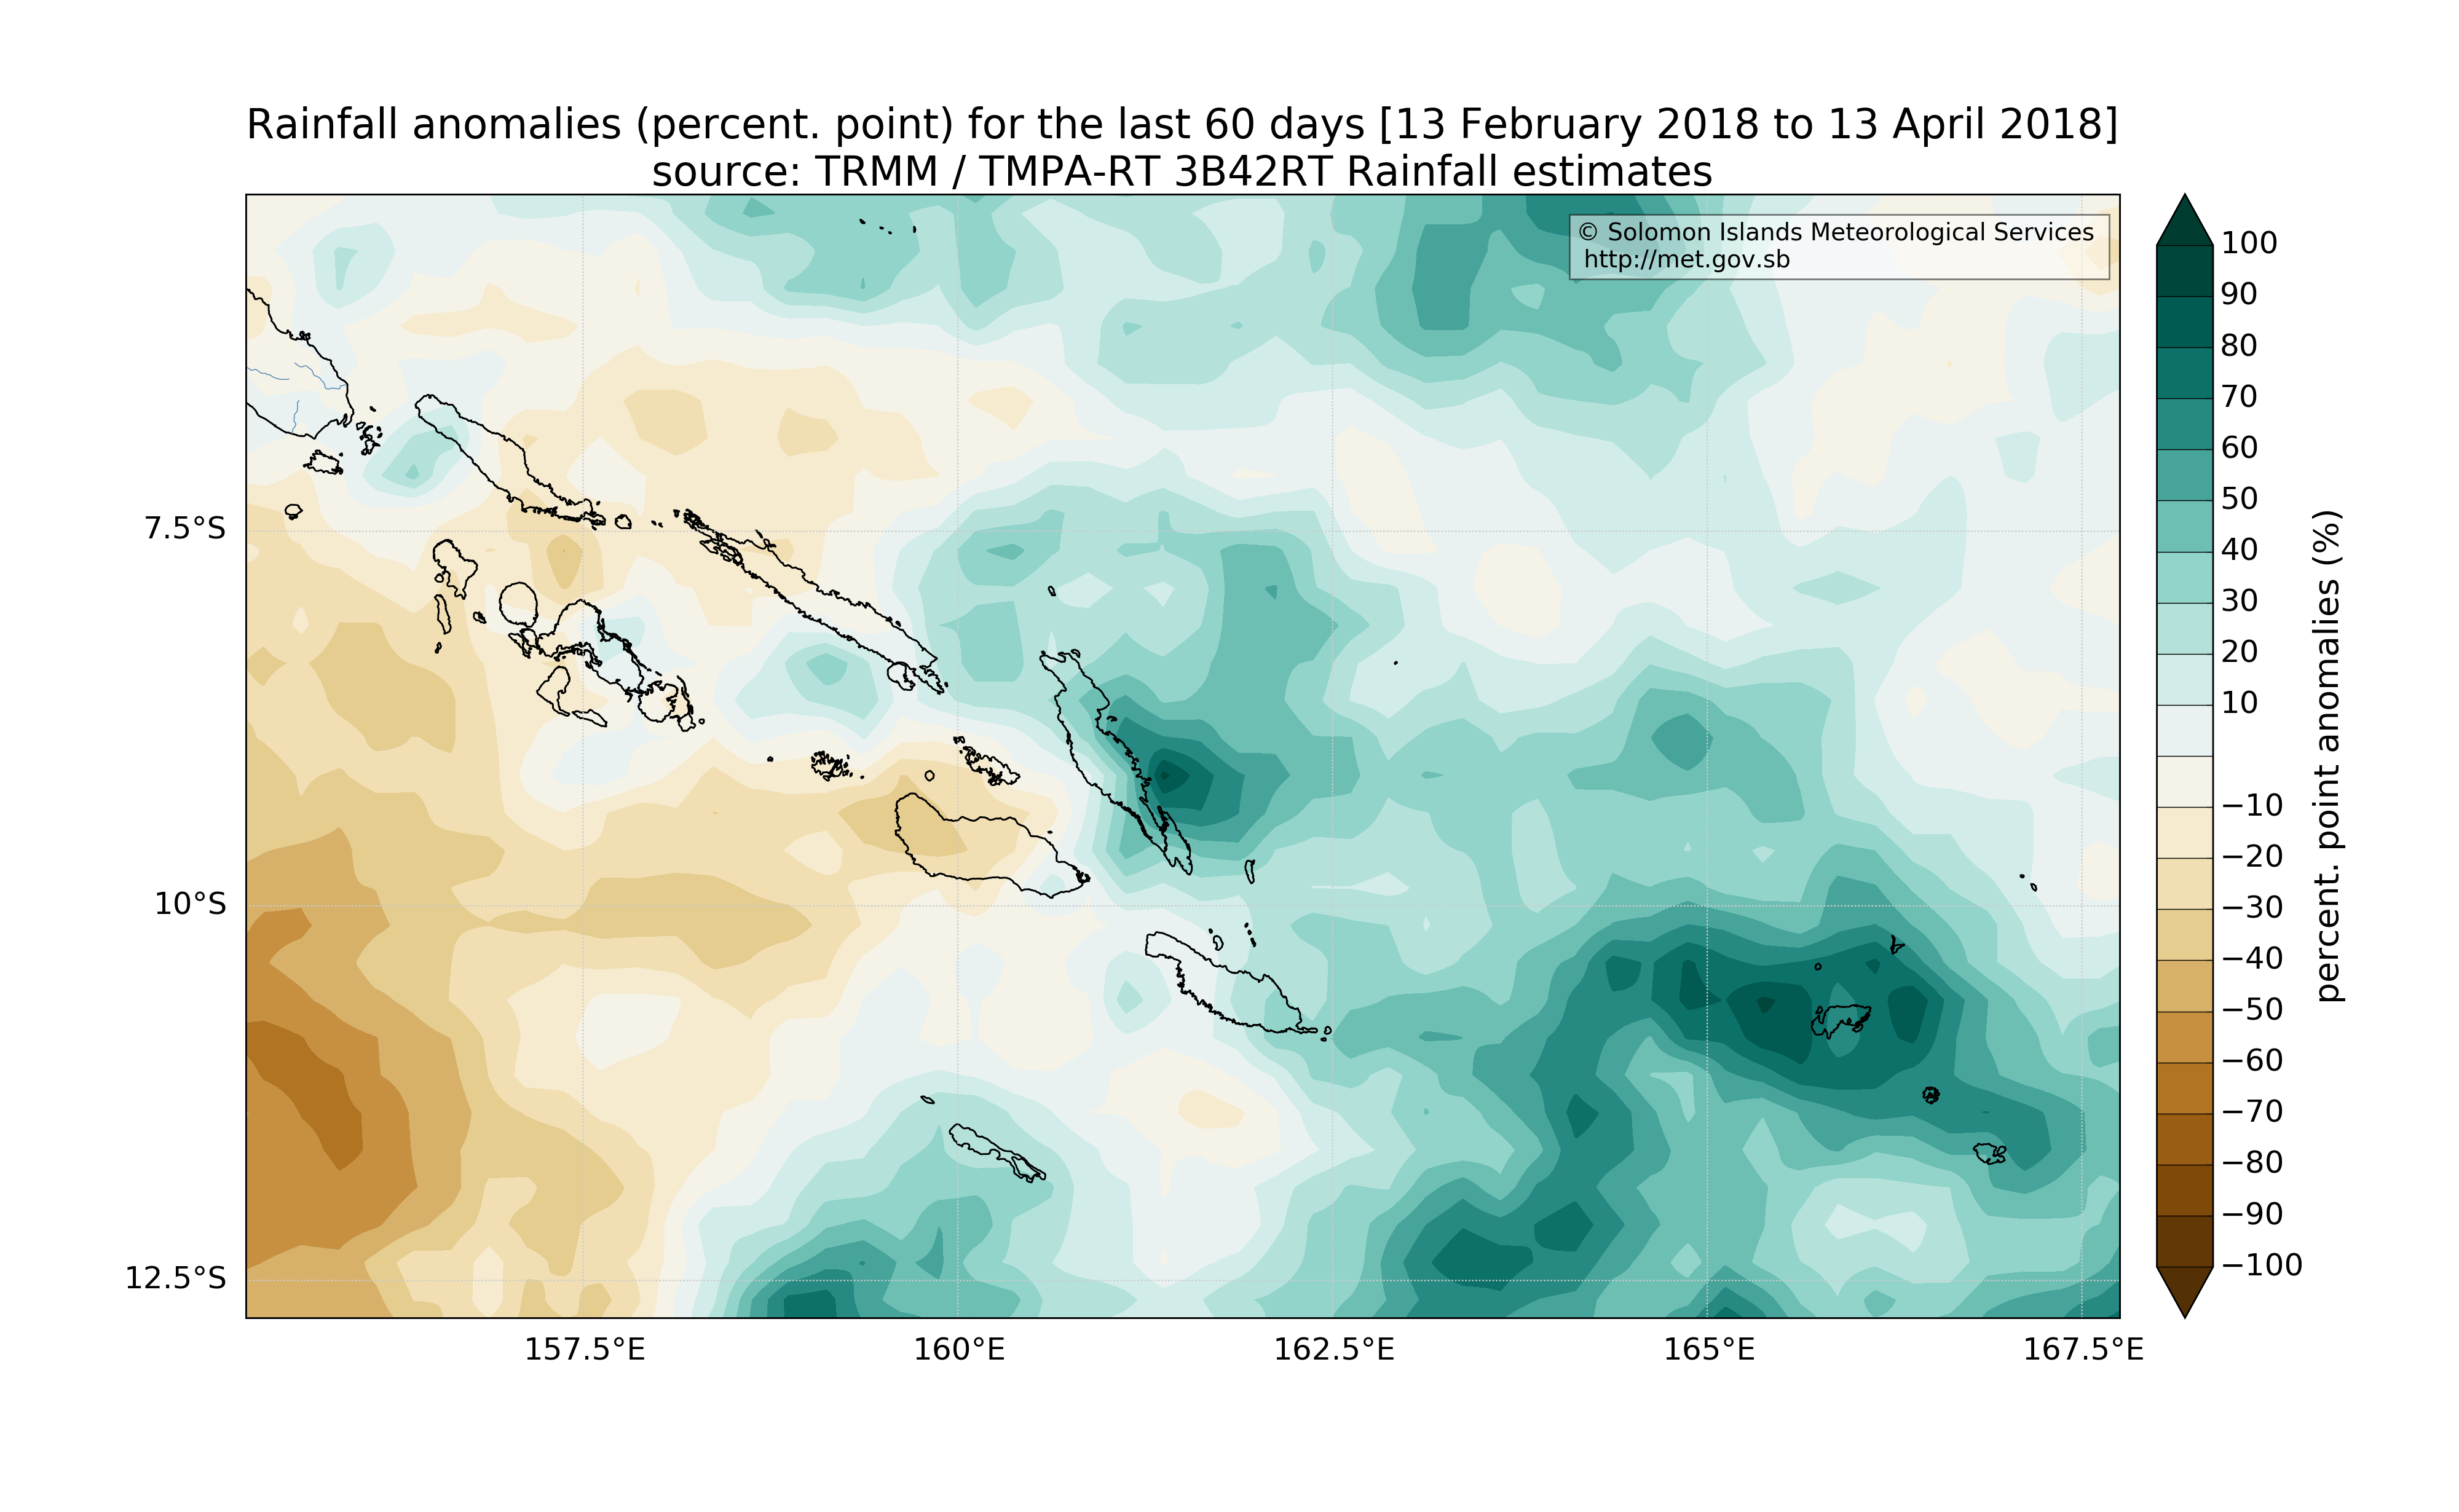 Rainfall anomalies (percent. point) for the last 60 days [13 February 2018 to 13 April 2018]
source: TRMM / TMPA-RT 3B42RT Rainfall estimates
© Solomon Islands Meteorological Services
http://met.gov.sb
7.5°S
10°S
12.5°S
157.5°E
160°E
162.5°E
165°E
167.5°E
100
90
80
70
60
50
40
30
20
10
−10
−20
−30
−40
−50
−60
−70
−80
−90
−100
percent. point anomalies (%)